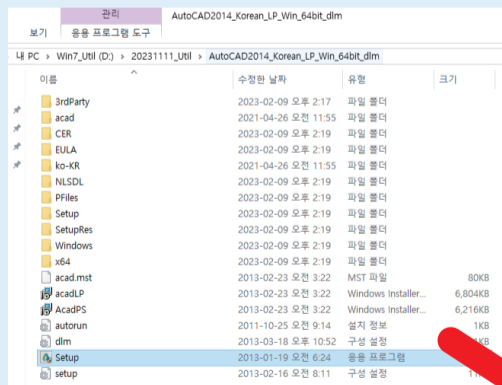 관리 AutoCAD2014_Korean_LP_Win_64bit_dlm
보기 응용 프로그램 도구
내 PC > Win7_Util (D:) > 20231111_Util > AutoCAD2014_Korean_LP_Win_64bit_dlm
이름 수정한 날짜 유형 크기
3rdParty 2023-02-09 오후 2:17 파일 폴더
acad 2021-04-26 오전 11:55 파일 폴더
CER 2023-02-09 오후 2:19 파일 폴더
EULA 2023-02-09 오후 2:19 파일 폴더
ko-KR 2021-04-26 오전 11:55 파일 폴더
NLSDL 2023-02-09 오후 2:19 파일 폴더
PFiles 2023-02-09 오후 2:19 파일 폴더
Setup 2023-02-09 오후 2:19 파일 폴더
SetupRes 2023-02-09 오후 2:19 파일 폴더
Windows 2023-02-09 오후 2:19 파일 폴더
x64 2023-02-09 오후 2:19 파일 폴더
acad.mst 2013-02-23 오전 3:22 MST 파일 80KB
acadLP 2013-02-23 오전 3:22 Windows Installer... 6,804KB
AcadPS 2013-02-23 오전 3:22 Windows Installer... 6,216KB
autorun 2011-10-25 오전 9:14 설치 정보 1KB
dlm 2013-03-18 오후 10:52 구성 설정
Setup 2013-01-19 오전 6:24 응용 프로그램
setup 2013-02-16 오전 8:11 구성 설정